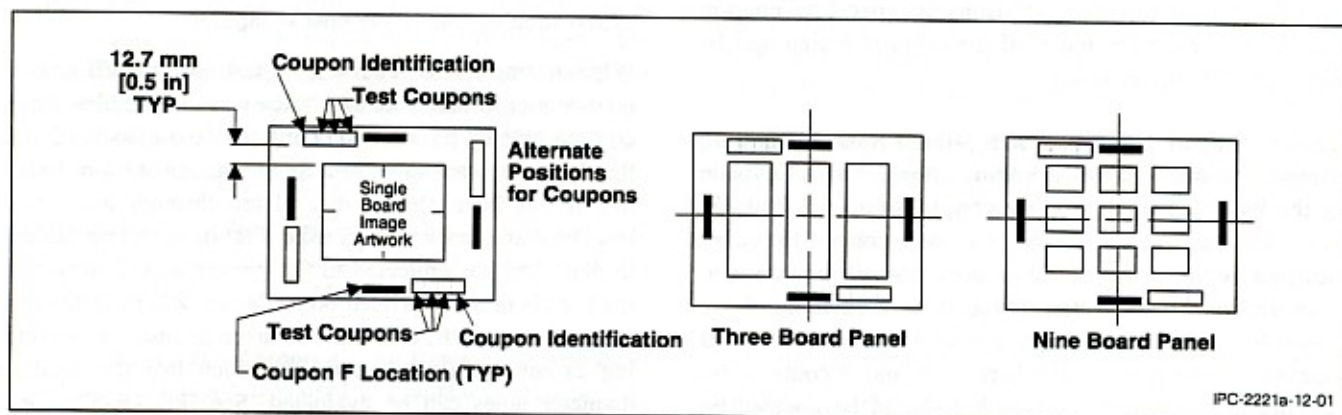 12.7 mm
[0.5 in]
TYP
Coupon Identification
Test Coupons
Alternate
Positions
for Coupons
Single
Board
Image
Artwork
Test Coupons
Coupon Identification
Coupon F Location (TYP)
Three Board Panel
Nine Board Panel
IPC-2221a-12-01